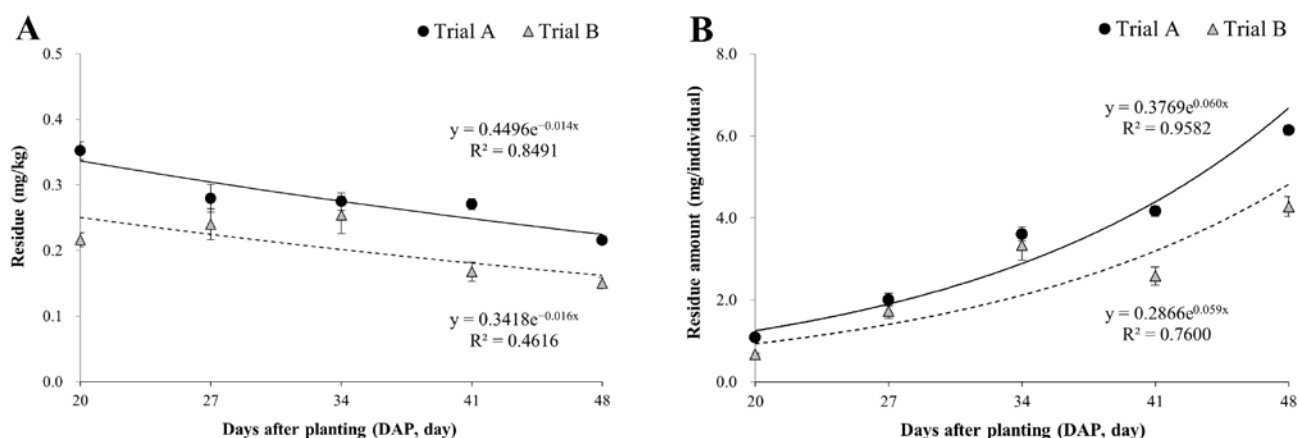 A
Trial A
Trial B
0.5
0.4
0.3
0.2
0.1
0.0
Residue (mg/kg)
y = 0.4496e^−0.014x
R² = 0.8491
y = 0.3418e^−0.016x
R² = 0.4616
20 27 34 41 48
Days after planting (DAP, day)
B
Trial A
Trial B
8.0
6.0
4.0
2.0
0.0
Residue amount (mg/individual)
y = 0.3769e^0.060x
R² = 0.9582
y = 0.2866e^0.059x
R² = 0.7600
20 27 34 41 48
Days after planting (DAP, day)